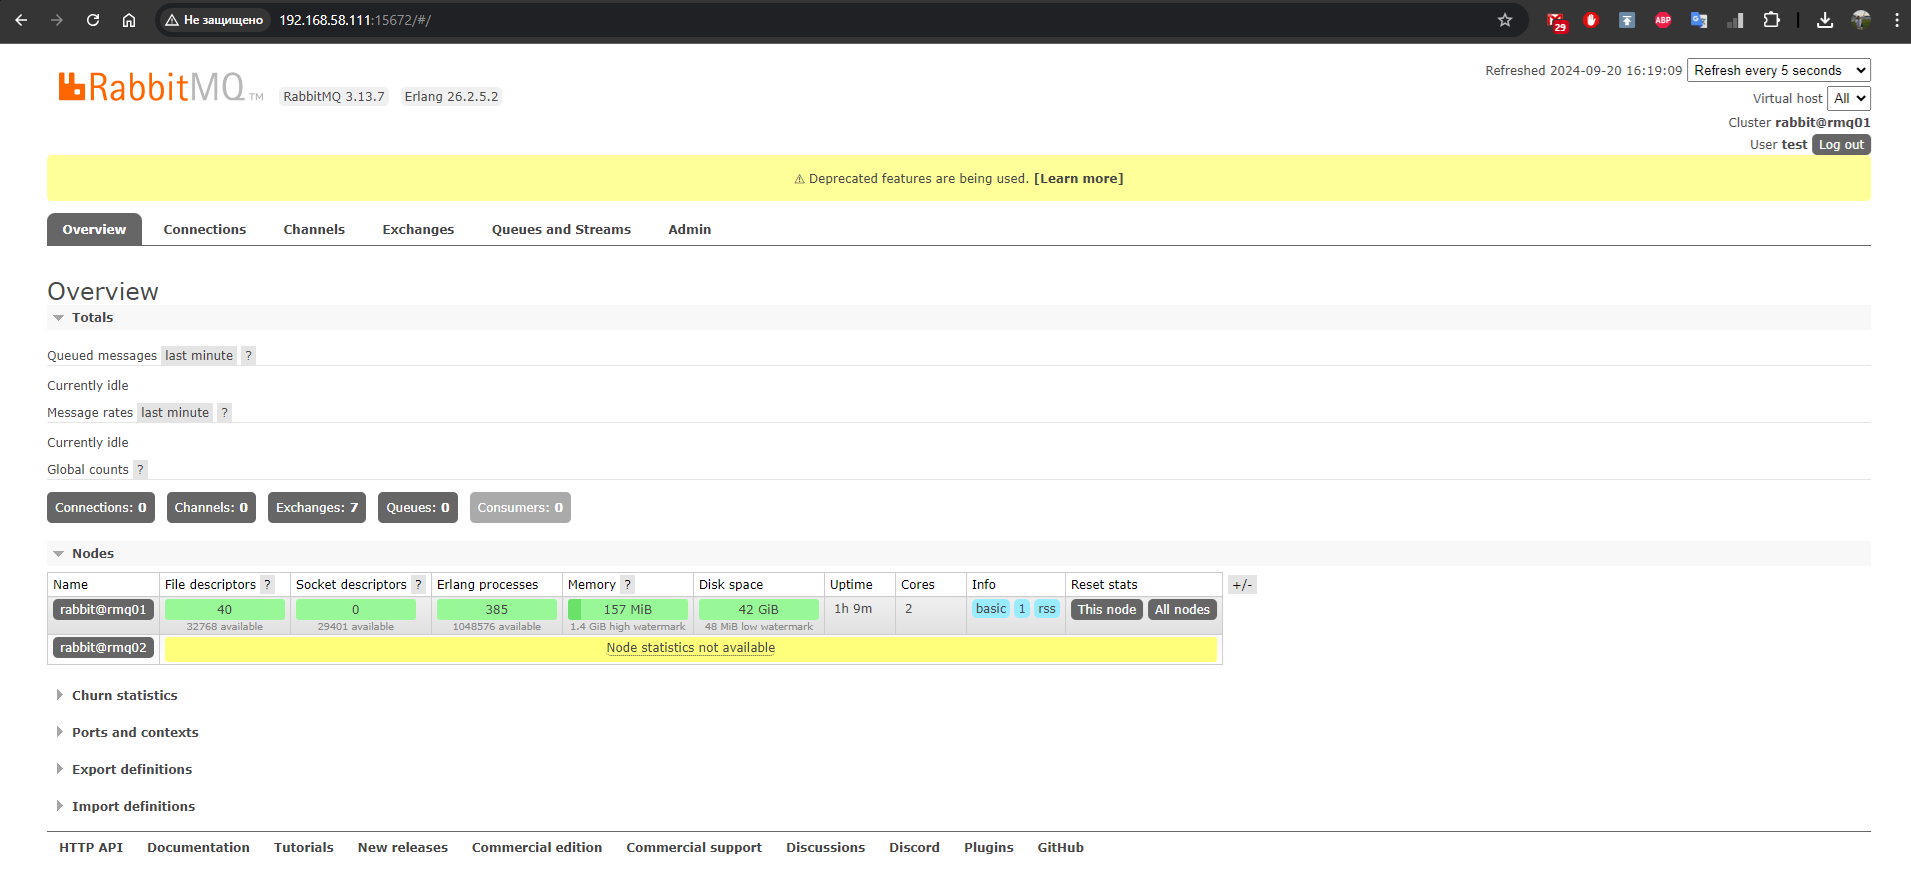 Не защищено 192.168.58.111:15672/#/ 29 ABP
RabbitMQ TM RabbitMQ 3.13.7 Erlang 26.2.5.2
Refreshed 2024-09-20 16:19:09 Refresh every 5 seconds
Virtual host All
Cluster rabbit@rmq01
User test Log out
⚠ Deprecated features are being used. [Learn more]
Overview Connections Channels Exchanges Queues and Streams Admin
Overview
Totals
Queued messages last minute ?
Currently idle
Message rates last minute ?
Currently idle
Global counts ?
Connections: 0 Channels: 0 Exchanges: 7 Queues: 0 Consumers: 0
Nodes
Name File descriptors ? Socket descriptors ? Erlang processes Memory ? Disk space Uptime Cores Info Reset stats +/-
rabbit@rmq01 40 0 385 157 MiB 42 GiB 1h 9m 2 basic 1 rss This node All nodes
32768 available 29401 available 1048576 available 1.4 GiB high watermark 48 MiB low watermark
rabbit@rmq02 Node statistics not available
Churn statistics
Ports and contexts
Export definitions
Import definitions
HTTP API Documentation Tutorials New releases Commercial edition Commercial support Discussions Discord Plugins GitHub